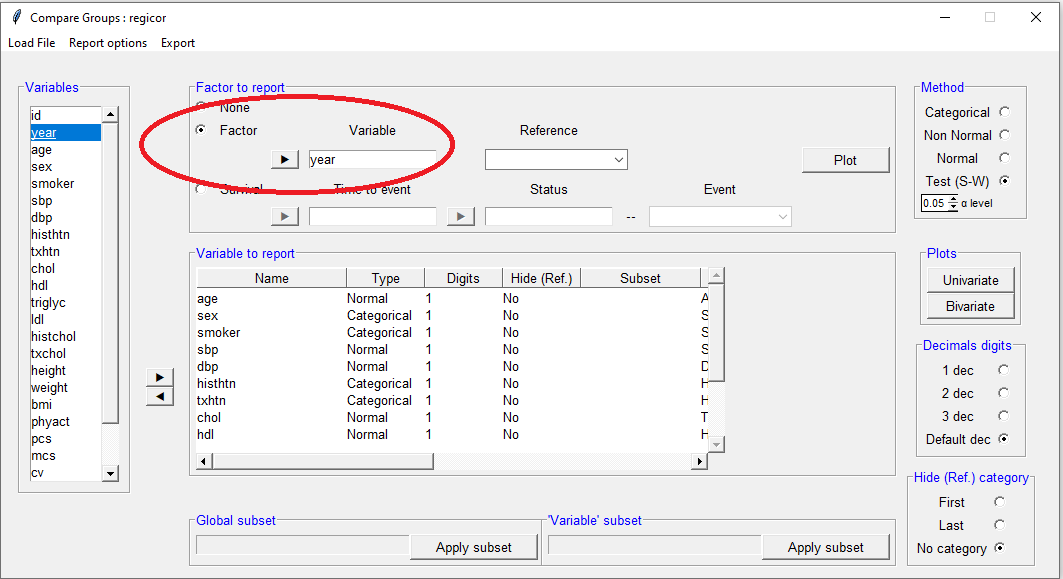 Compare Groups : regicor
Load File Report options Export
Variables
id
year
age
sex
smoker
sbp
dbp
histhtn
txhtn
chol
hdl
triglyc
ldl
histchol
txchol
height
weight
bmi
phyact
pcs
mcs
cv
Factor to report
None
Factor Variable Reference
year
Plot
Survival Time to event Status Event
--
Variable to report
Name Type Digits Hide (Ref.) Subset
age Normal 1 No A
sex Categorical 1 No S
smoker Categorical 1 No S
sbp Normal 1 No S
dbp Normal 1 No D
histhtn Categorical 1 No H
txhtn Categorical 1 No H
chol Normal 1 No T
hdl Normal 1 No H
Global subset
Apply subset
'Variable' subset
Apply subset
Method
Categorical
Non Normal
Normal
Test (S-W)
0.05 α level
Plots
Univariate
Bivariate
Decimals digits
1 dec
2 dec
3 dec
Default dec
Hide (Ref.) category
First
Last
No category